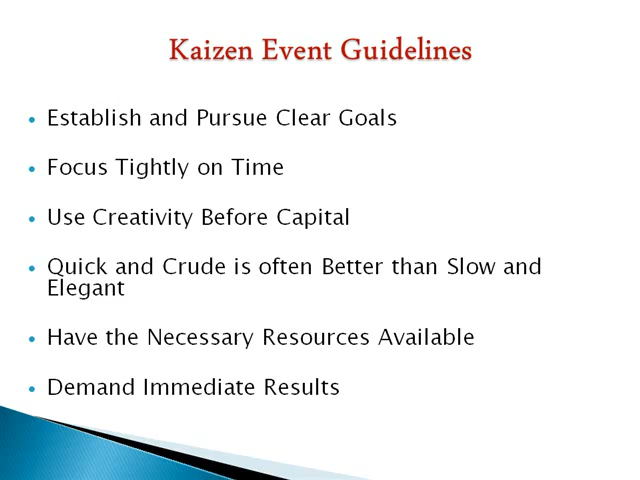 Kaizen Event Guidelines
• Establish and Pursue Clear Goals
• Focus Tightly on Time
• Use Creativity Before Capital
• Quick and Crude is often Better than Slow and
Elegant
• Have the Necessary Resources Available
• Demand Immediate Results